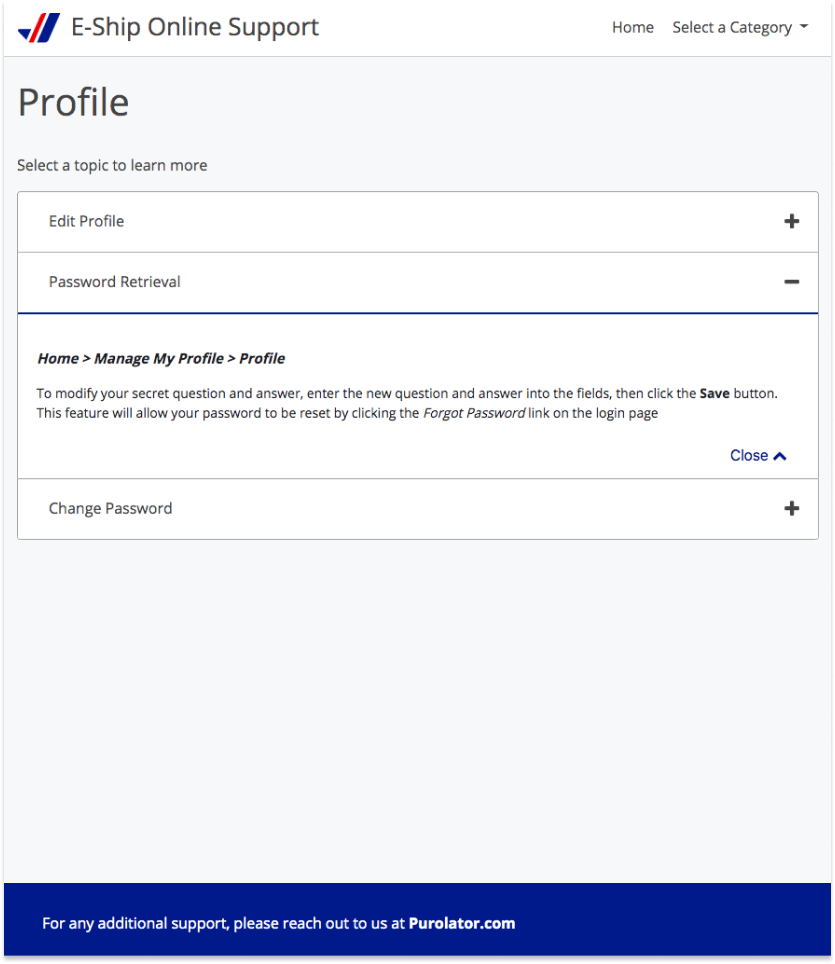 E-Ship Online Support
Home
Select a Category
Profile
Select a topic to learn more
Edit Profile
Password Retrieval
Home > Manage My Profile > Profile
To modify your secret question and answer, enter the new question and answer into the fields, then click the Save button.
This feature will allow your password to be reset by clicking the Forgot Password link on the login page
Close
Change Password
For any additional support, please reach out to us at Purolator.com